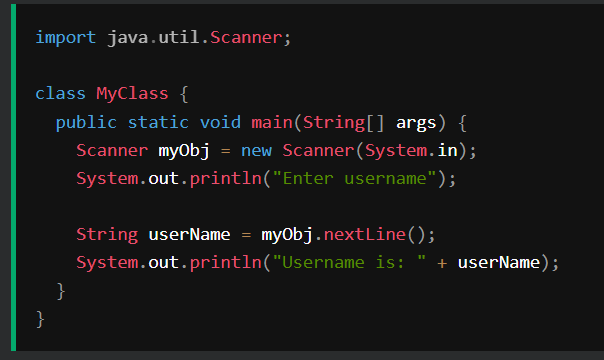 import java.util.Scanner;
class MyClass {
  public static void main(String[] args) {
    Scanner myObj = new Scanner(System.in);
    System.out.println("Enter username");
    String userName = myObj.nextLine();
    System.out.println("Username is: " + userName);
  }
}